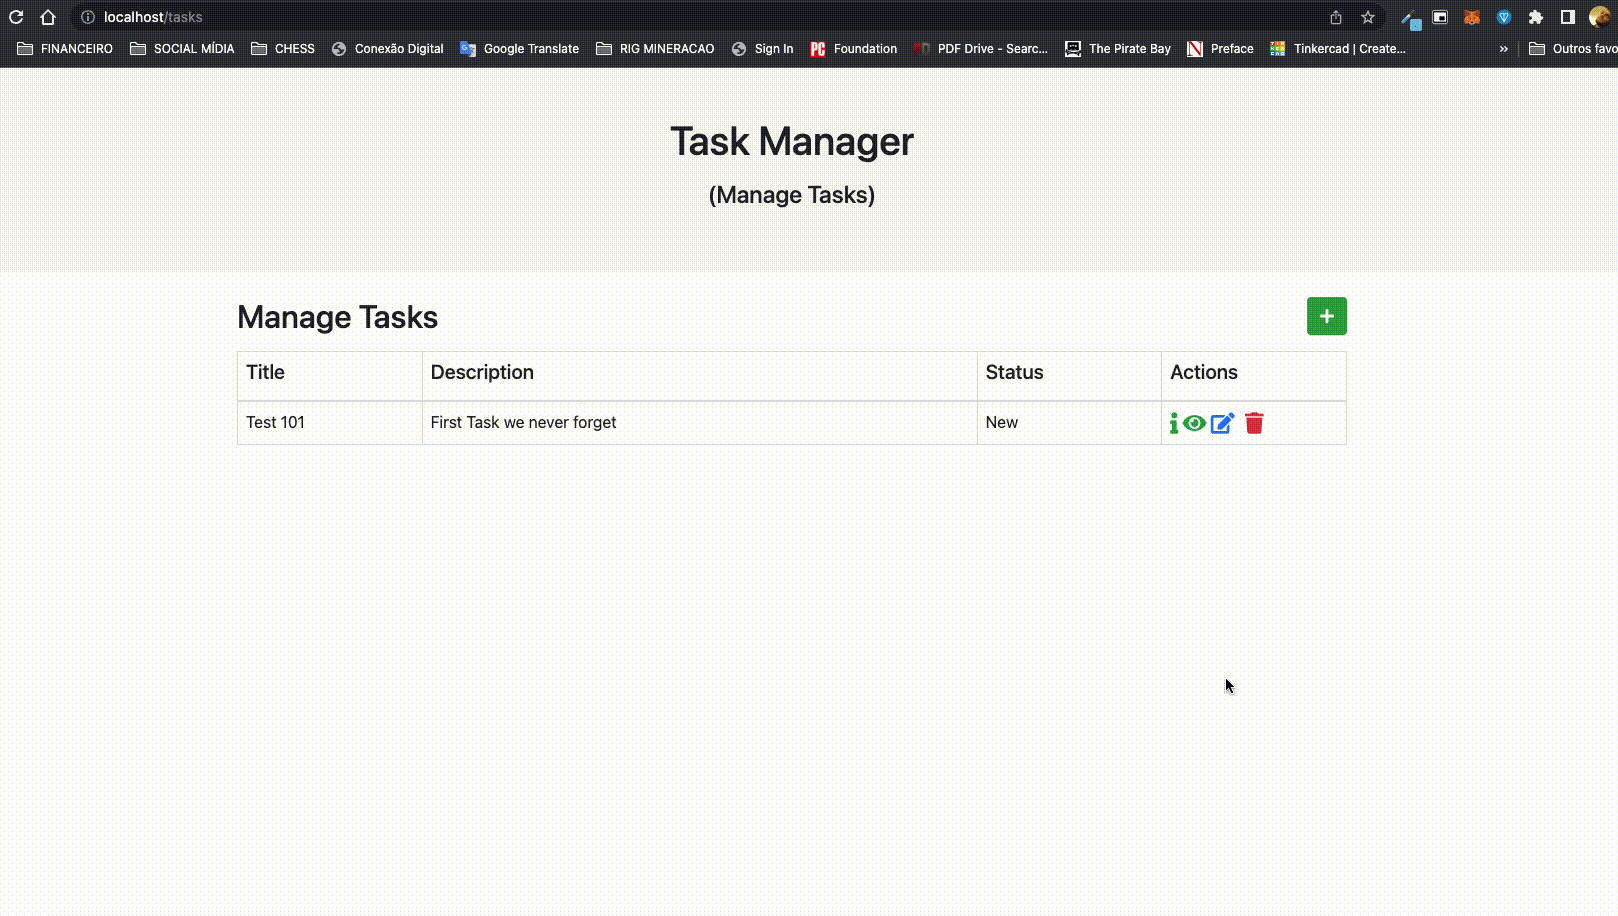 localhost/tasks
FINANCEIRO SOCIAL MÍDIA CHESS Conexão Digital Google Translate RIG MINERACAO Sign In PC Foundation PDF Drive - Searc... The Pirate Bay Preface Tinkercad | Create... » Outros favo
Task Manager
(Manage Tasks)
Manage Tasks +
Title Description Status Actions
Test 101 First Task we never forget New